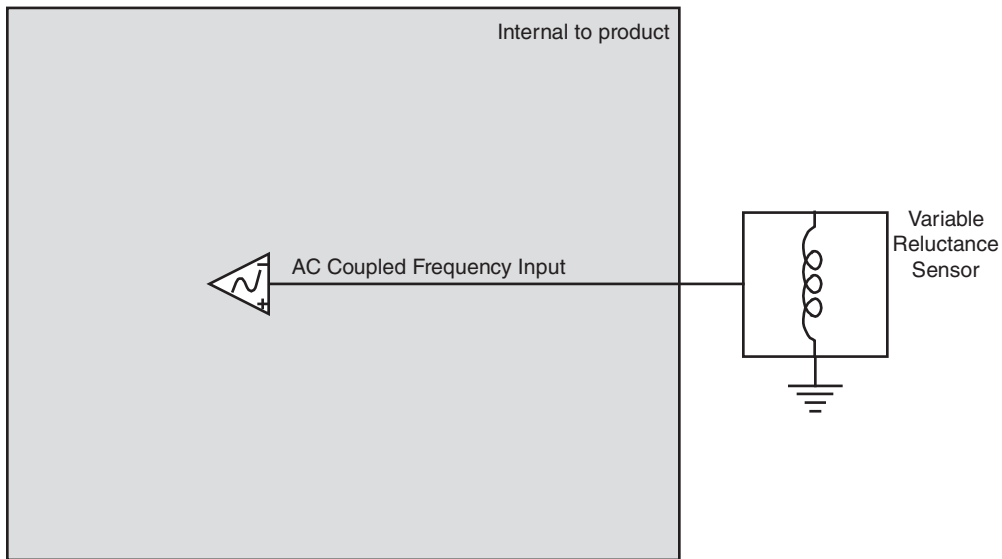 Internal to product
AC Coupled Frequency Input
Variable
Reluctance
Sensor